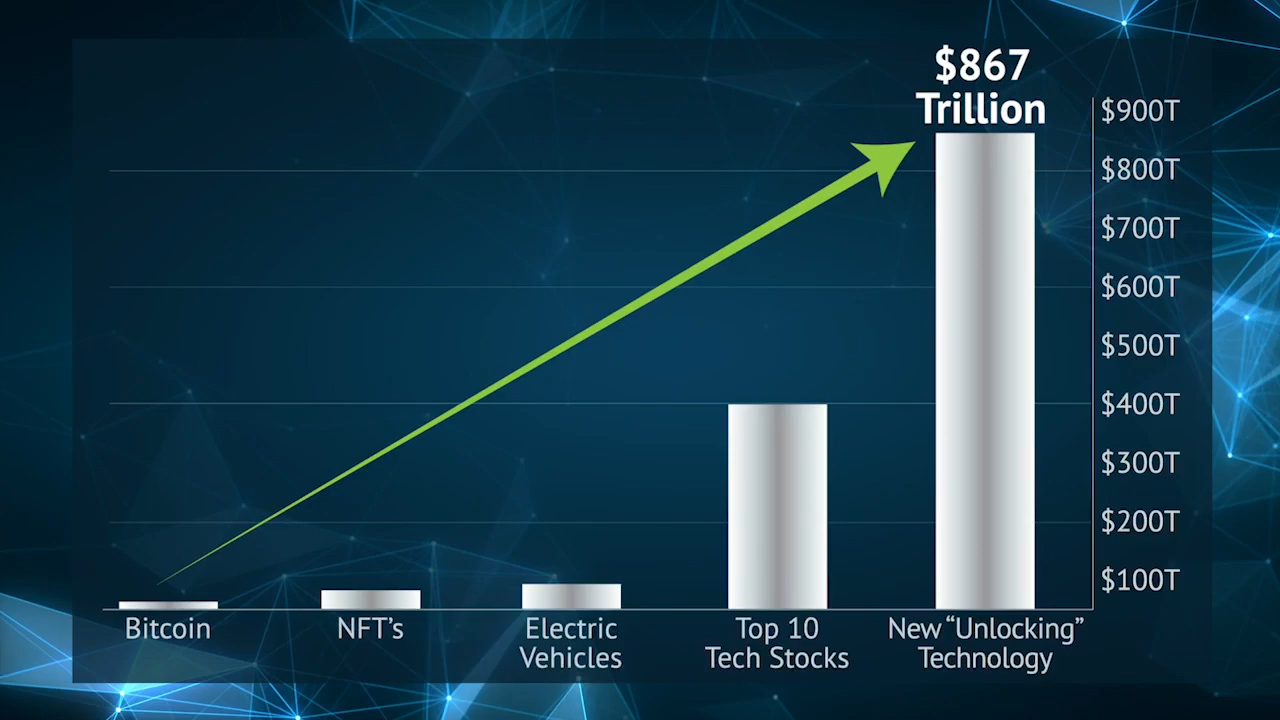 $867
Trillion
$900T
$800T
$700T
$600T
$500T
$400T
$300T
$200T
$100T
Bitcoin
NFT’s
Electric
Vehicles
Top 10
Tech Stocks
New “Unlocking”
Technology